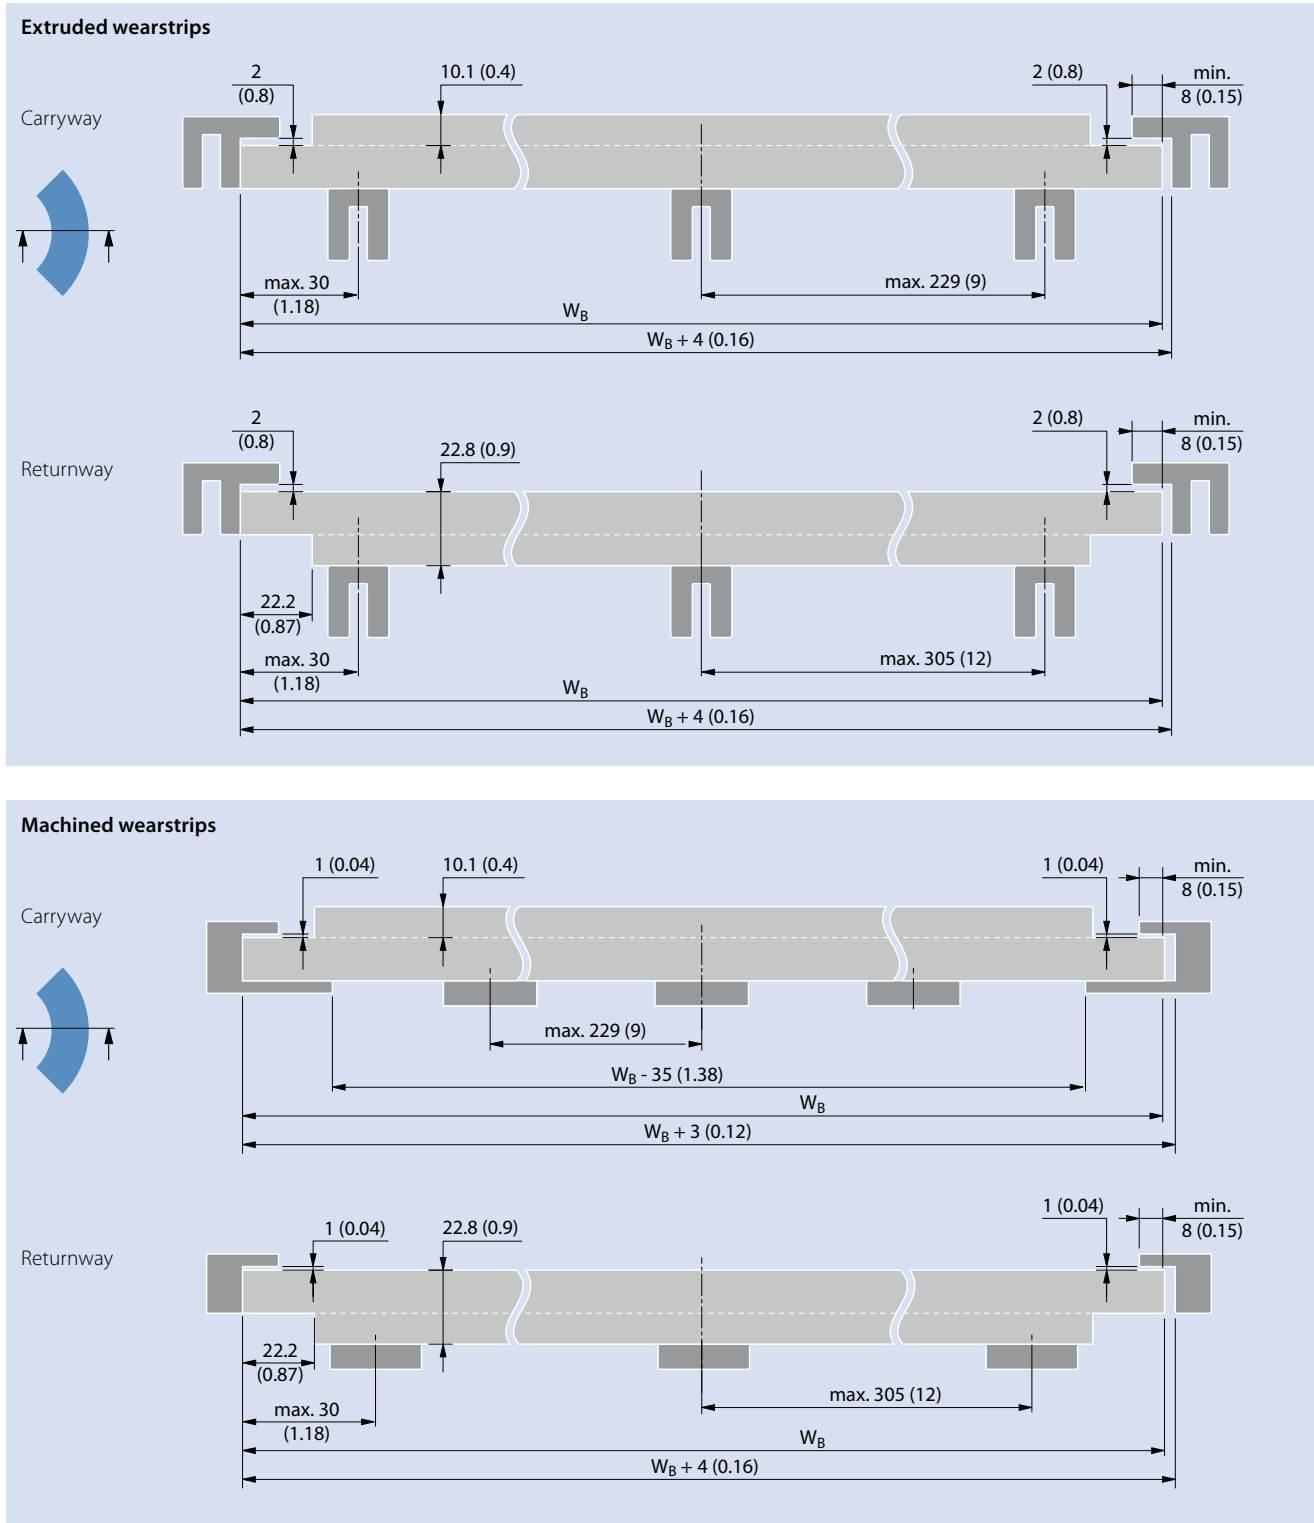 Extruded wearstrips
2
(0.8)
10.1 (0.4)
2 (0.8)
min.
8 (0.15)
Carryway
max. 30
(1.18)
max. 229 (9)
WB
WB + 4 (0.16)
2
(0.8)
22.8 (0.9)
2 (0.8)
min.
8 (0.15)
Returnway
22.2
(0.87)
max. 30
(1.18)
max. 305 (12)
WB
WB + 4 (0.16)
Machined wearstrips
1 (0.04)
10.1 (0.4)
1 (0.04)
min.
8 (0.15)
Carryway
max. 229 (9)
WB - 35 (1.38)
WB
WB + 3 (0.12)
1 (0.04)
22.8 (0.9)
1 (0.04)
min.
8 (0.15)
Returnway
22.2
(0.87)
max. 30
(1.18)
max. 305 (12)
WB
WB + 4 (0.16)